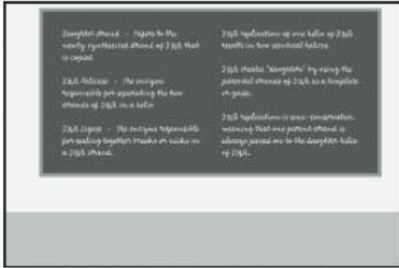 Daughter strand - Refers to the
newly synthesized strand of DNA that
is copied
DNA Helicase - The enzyme
responsible for separating the two
strands of DNA in a helix
DNA Ligase - The enzyme responsible
for sealing together breaks or nicks in
a DNA strand.
DNA replication of one helix of DNA
results in two identical helices.
DNA creates "daughters" by using the
parental strands of DNA as a template
or guide.
DNA replication is semi-conservative,
meaning that one parent strand is
always passed on to the daughter helix
of DNA.